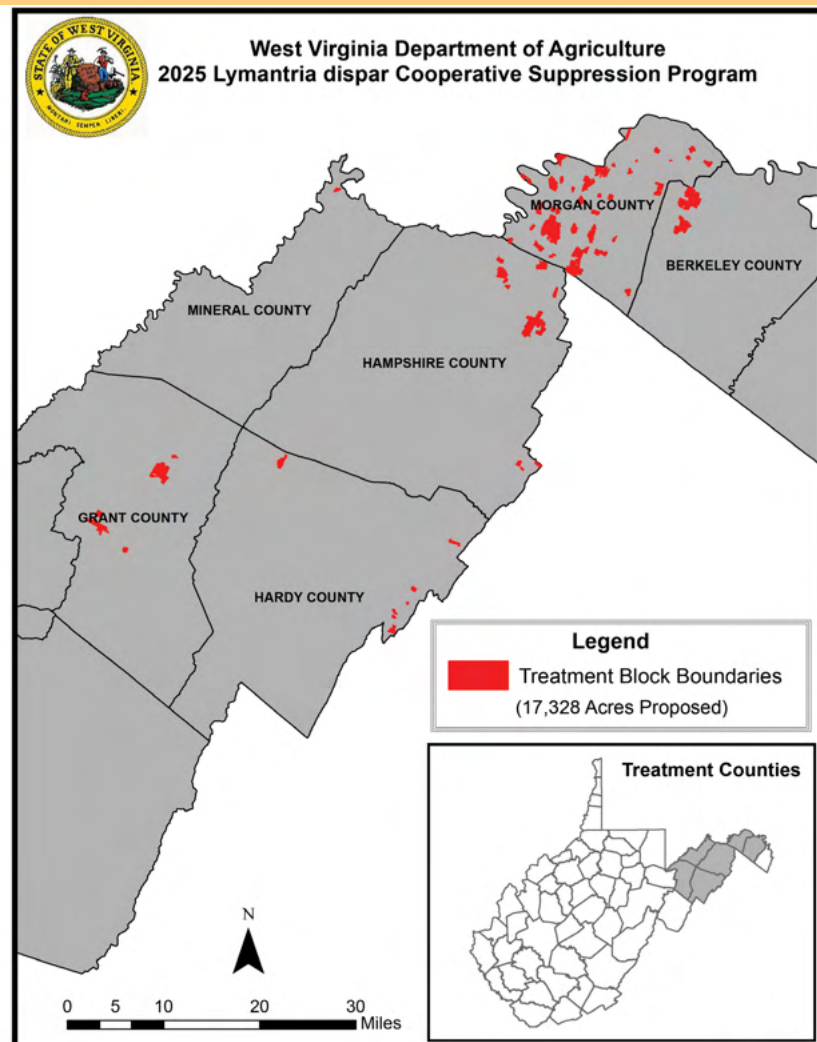 STATE OF WEST VIRGINIA
MONTANI SEMPER LIBERI
West Virginia Department of Agriculture
2025 Lymantria dispar Cooperative Suppression Program
MORGAN COUNTY
BERKELEY COUNTY
MINERAL COUNTY
HAMPSHIRE COUNTY
GRANT COUNTY
HARDY COUNTY
Legend
Treatment Block Boundaries
(17,328 Acres Proposed)
Treatment Counties
N
0 5 10 20 30
Miles